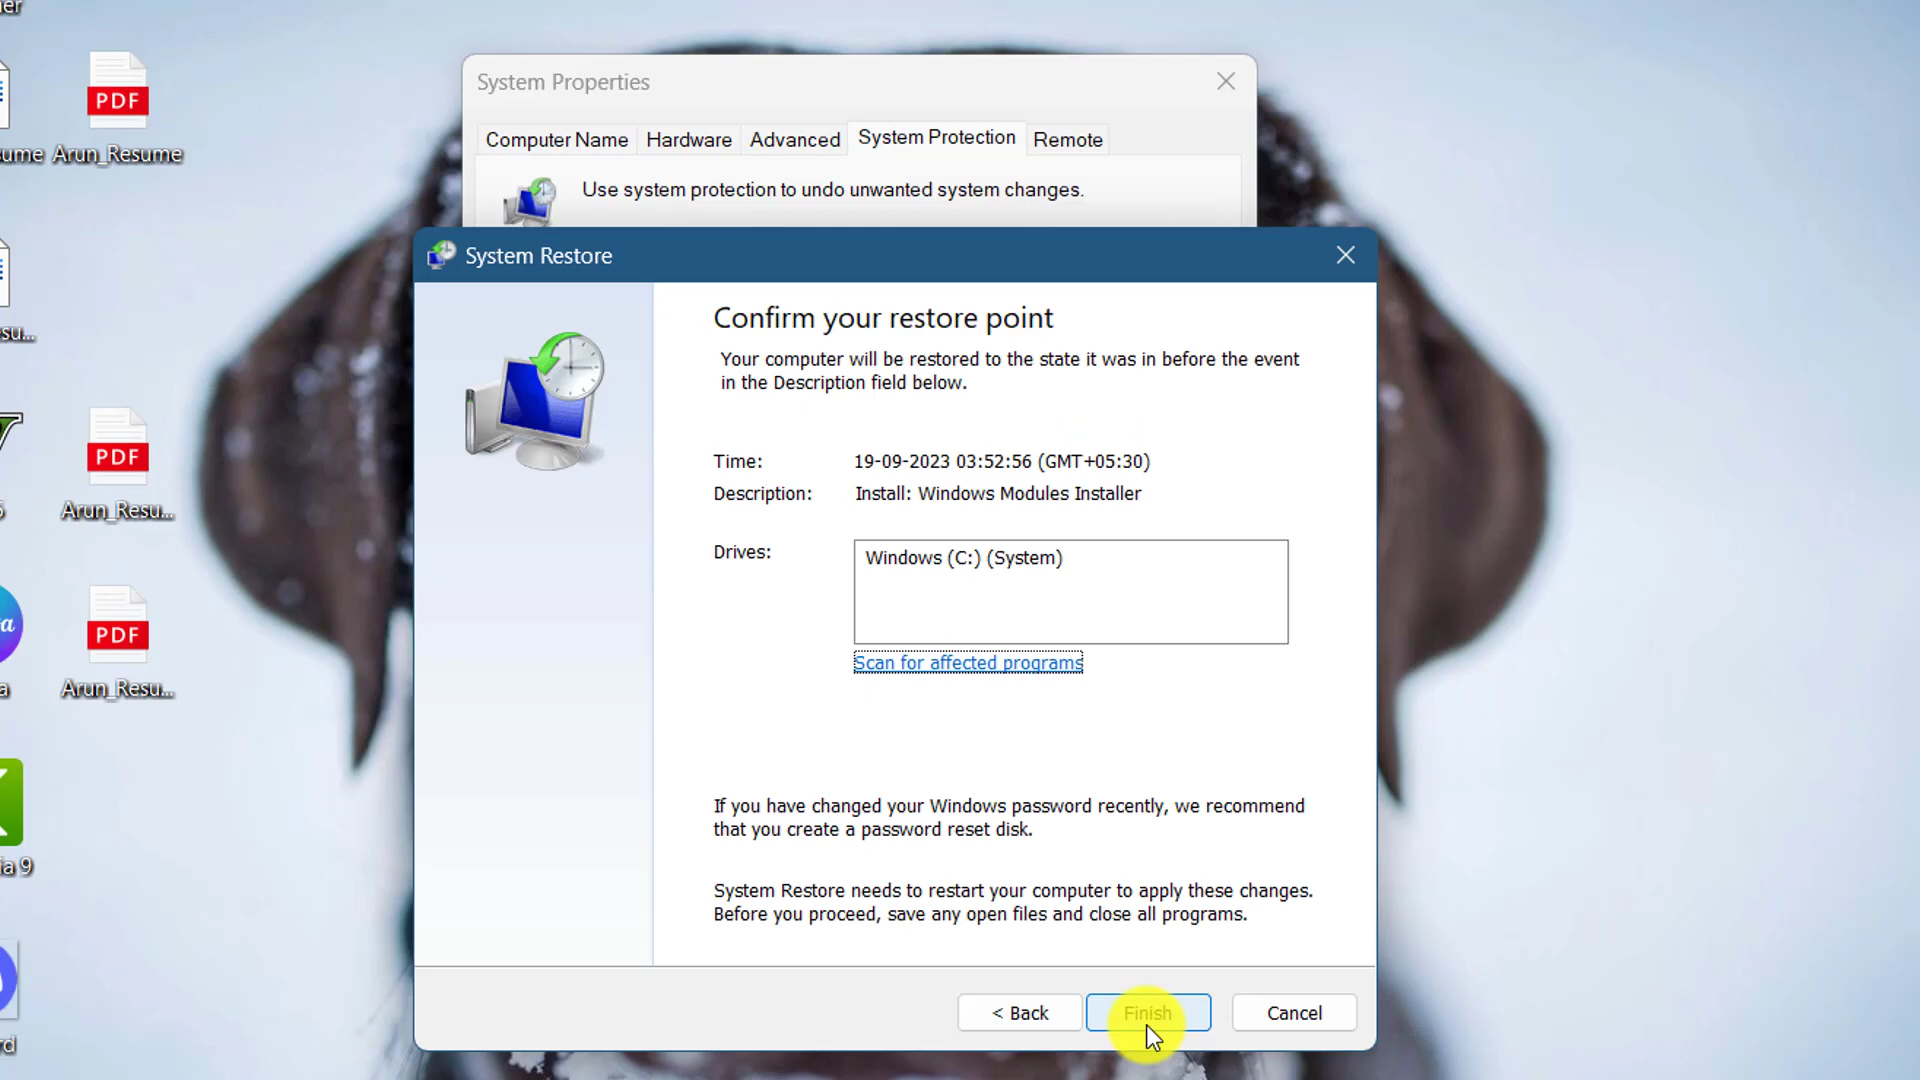 System Properties
Computer Name
Hardware
Advanced
System Protection
Remote
Use system protection to undo unwanted system changes.
System Restore
Confirm your restore point
Your computer will be restored to the state it was in before the event
in the Description field below.
Time: 19-09-2023 03:52:56 (GMT+05:30)
Description: Install: Windows Modules Installer
Drives: Windows (C:) (System)
Scan for affected programs
If you have changed your Windows password recently, we recommend
that you create a password reset disk.
System Restore needs to restart your computer to apply these changes.
Before you proceed, save any open files and close all programs.
< Back
Finish
Cancel
PDF
Arun_Resume
PDF
Arun_Resu...
PDF
Arun_Resu...